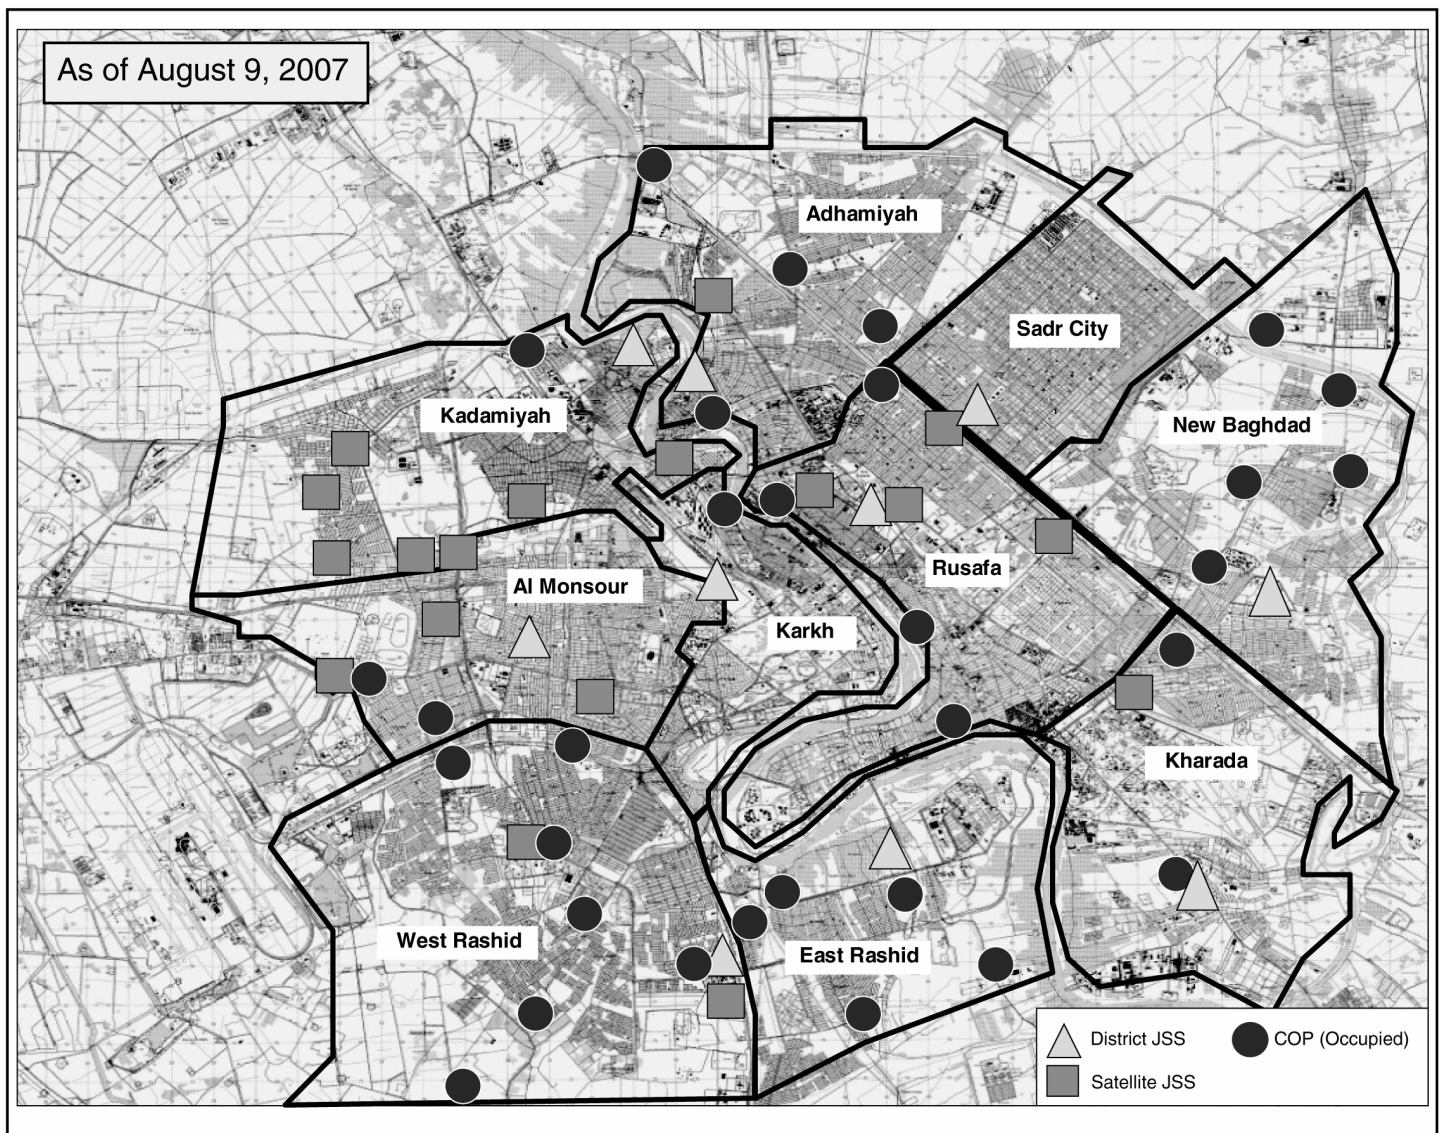 As of August 9, 2007
Adhamiyah
Sadr City
Kadamiyah
New Baghdad
Al Monsour
Rusafa
Karkh
Kharada
West Rashid
East Rashid
District JSS
COP (Occupied)
Satellite JSS